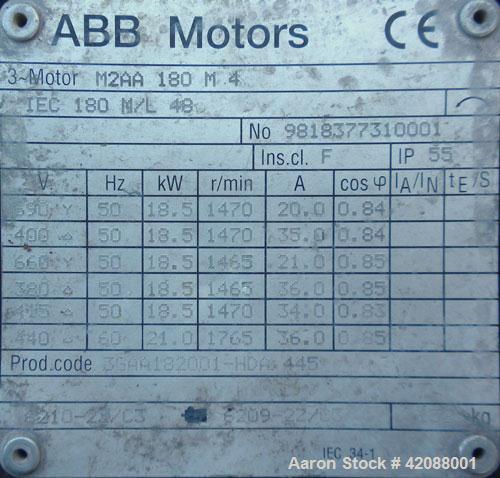 ABB Motors CE
3~Motor M2AA 180 M 4
IEC 180 M/L 48
No 9818377310001
Ins.cl. F IP 55
V Hz kW r/min A cos φ IA/IN tE/S
690 Y 50 18.5 1470 20.0 0.84
400 △ 50 18.5 1470 35.0 0.84
660 Y 50 18.5 1465 21.0 0.85
380 △ 50 18.5 1465 36.0 0.85
415 △ 50 18.5 1470 34.0 0.83
440 △ 60 21.0 1765 36.0 0.85
Prod.code 3GAA182001-HDA 445
6210-2Z/C3 6209-2Z/C3 kg
IEC 34-1
Aaron Stock # 42088001